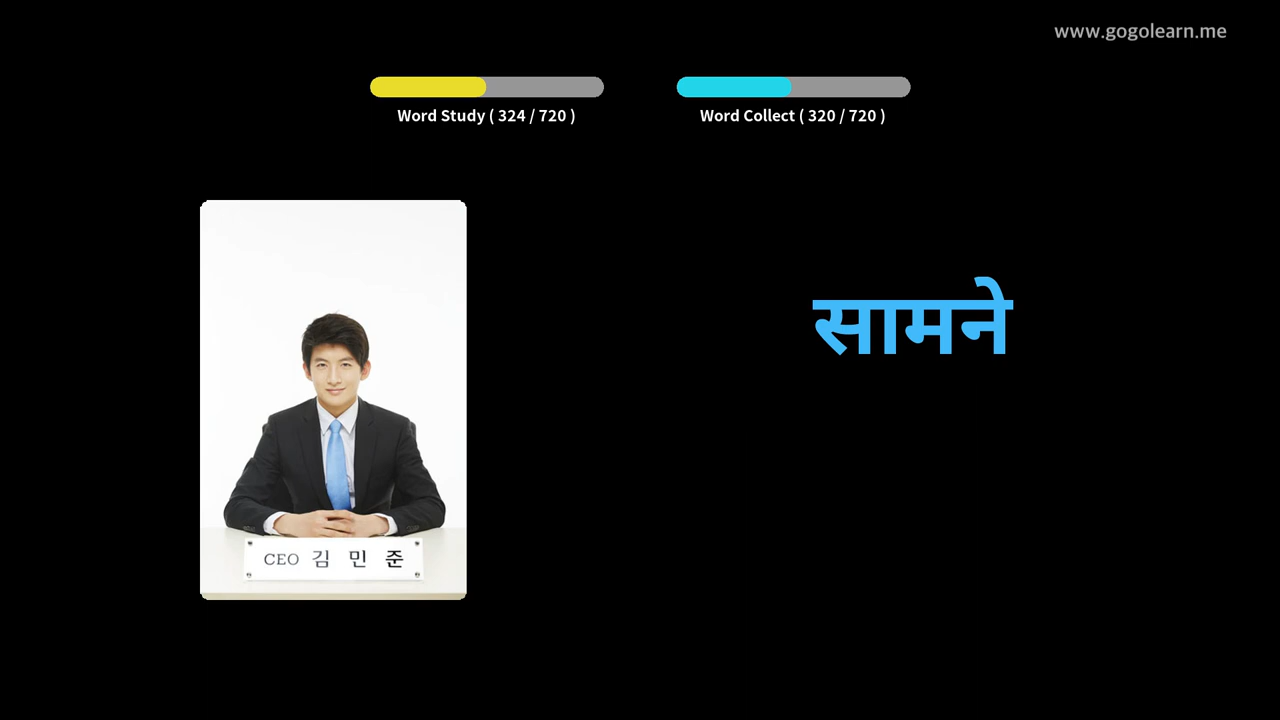 www.gogolearn.me
Word Study ( 324 / 720 )
Word Collect ( 320 / 720 )
सामने
CEO 김 민 준